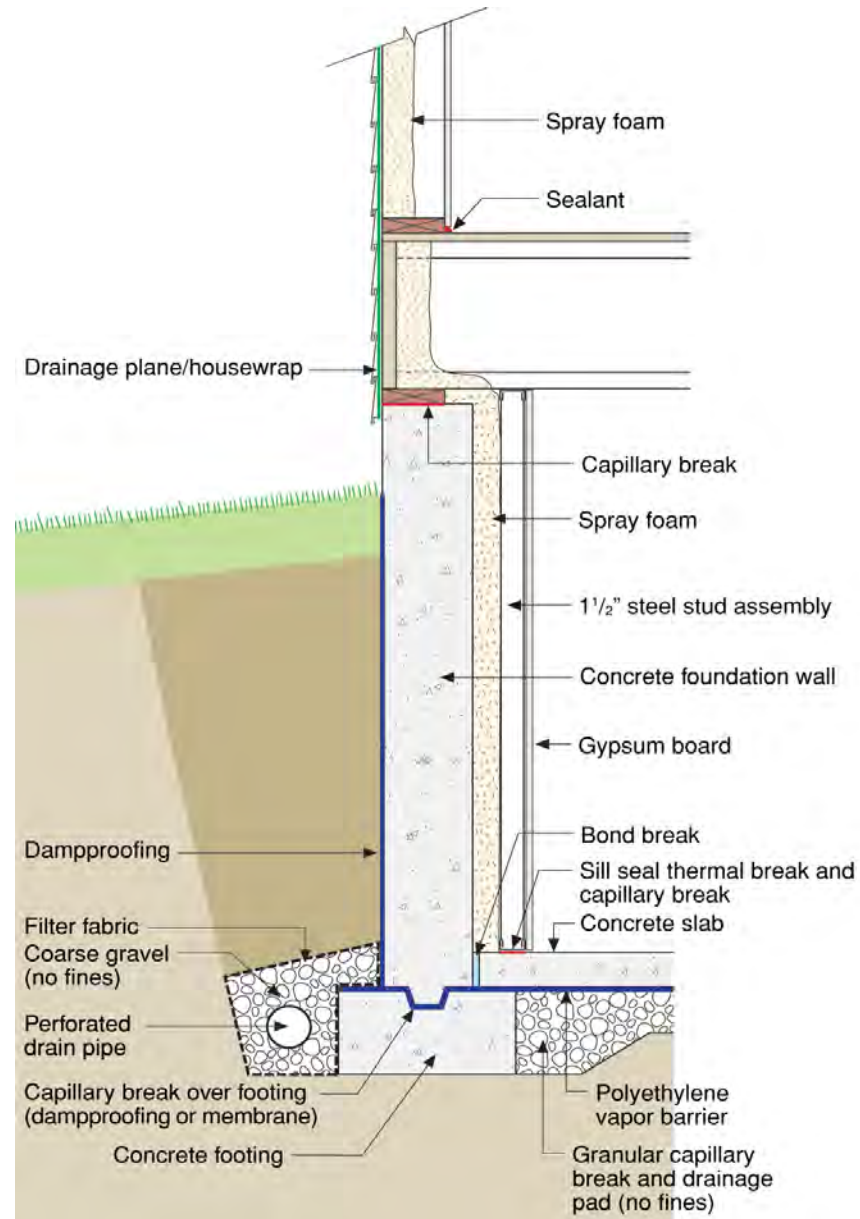 Spray foam
Sealant
Drainage plane/housewrap
Capillary break
Spray foam
1 1/2" steel stud assembly
Concrete foundation wall
Gypsum board
Bond break
Dampproofing
Sill seal thermal break and
capillary break
Concrete slab
Filter fabric
Coarse gravel
(no fines)
Perforated
drain pipe
Capillary break over footing
(dampproofing or membrane)
Polyethylene
vapor barrier
Concrete footing
Granular capillary
break and drainage
pad (no fines)